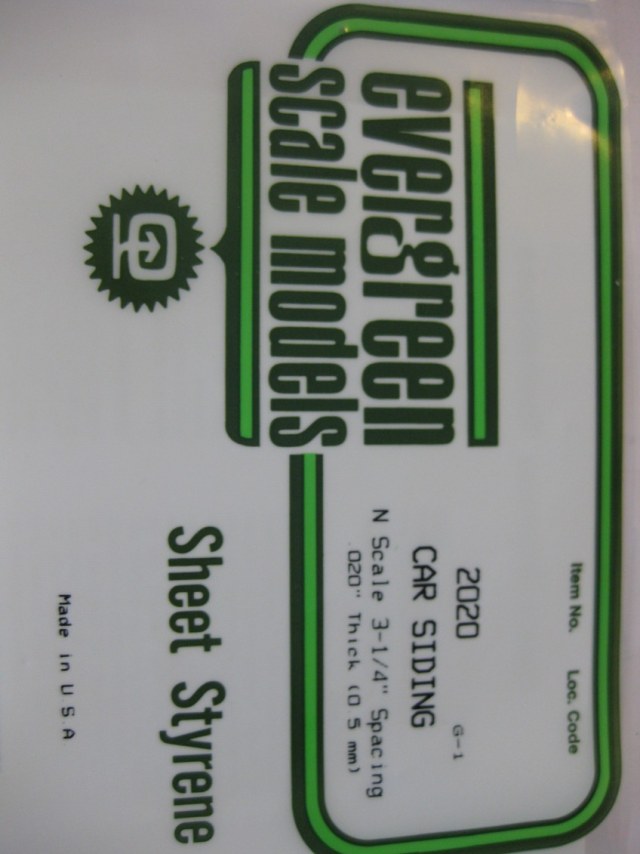 Item No. Loc. Code
evergreen
scale models
2020 G-1
CAR SIDING
N Scale 3-1/4" Spacing
.020" Thick (0.5 mm)
Sheet Styrene
Made in U.S.A